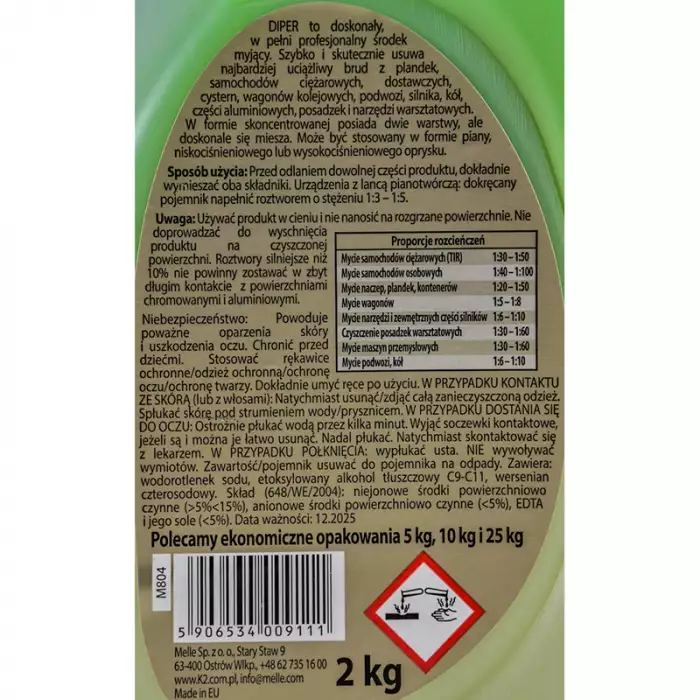 DIPER to doskonały,
w pełni profesjonalny środek
myjący. Szybko i skutecznie usuwa
najbardziej uciążliwy brud z plandek,
samochodów ciężarowych, dostawczych,
cystern, wagonów kolejowych, podwozi, silnika, kół,
części aluminiowych, posadzek i narzędzi warsztatowych.
W formie skoncentrowanej posiada dwie warstwy, ale
doskonale się miesza. Może być stosowany w formie piany,
niskociśnieniowego lub wysokociśnieniowego oprysku.
Sposób użycia: Przed odlaniem dowolnej części produktu, dokładnie
wymieszać oba składniki. Urządzenia z lancą pianotwórczą: dokręcany
pojemnik napełnić roztworem o stężeniu 1:3 – 1:5.
Uwaga: Używać produkt w cieniu i nie nanosić na rozgrzane powierzchnie. Nie
doprowadzać do wyschnięcia
produktu na czyszczonej
powierzchni. Roztwory silniejsze niż
10% nie powinny zostawać w zbyt
długim kontakcie z powierzchniami
chromowanymi i aluminiowymi.
Proporcje rozcieńczeń
Mycie samochodów ciężarowych (TIR) 1:30 – 1:50
Mycie samochodów osobowych 1:40 – 1:100
Mycie naczep, plandek, kontenerów 1:20 – 1:50
Mycie wagonów 1:5 – 1:8
Mycie narzędzi i zewnętrznych części silników 1:6 – 1:10
Czyszczenie posadzek warsztatowych 1:30 – 1:60
Mycie maszyn przemysłowych 1:30 – 1:60
Mycie podwozi, kół 1:6 – 1:10
Niebezpieczeństwo: Powoduje
poważne oparzenia skóry
i uszkodzenia oczu. Chronić przed
dziećmi. Stosować rękawice
ochronne/odzież ochronną/ochronę
oczu/ochronę twarzy. Dokładnie umyć ręce po użyciu. W PRZYPADKU KONTAKTU
ZE SKÓRĄ (lub z włosami): Natychmiast usunąć/zdjąć całą zanieczyszczoną odzież.
Spłukać skórę pod strumieniem wody/prysznicem. W PRZYPADKU DOSTANIA SIĘ
DO OCZU: Ostrożnie płukać wodą przez kilka minut. Wyjąć soczewki kontaktowe,
jeżeli są i można je łatwo usunąć. Nadal płukać. Natychmiast skontaktować się
z lekarzem. W PRZYPADKU POŁKNIĘCIA: wypłukać usta. NIE wywoływać
wymiotów. Zawartość/pojemnik usuwać do pojemnika na odpady. Zawiera:
wodorotlenek sodu, etoksylowany alkohol tłuszczowy C9-C11, wersenian
czterosodowy. Skład (648/WE/2004): niejonowe środki powierzchniowo
czynne (>5%<15%), anionowe środki powierzchniowo czynne (<5%), EDTA
i jego sole (<5%). Data ważności: 12.2025
Polecamy ekonomiczne opakowania 5 kg, 10 kg i 25 kg
M804
5 906534 009111
Melle Sp. z o. o., Stary Staw 9
63-400 Ostrów Wlkp., +48 62 735 16 00
www.K2.com.pl, info@melle.com
Made in EU
2 kg